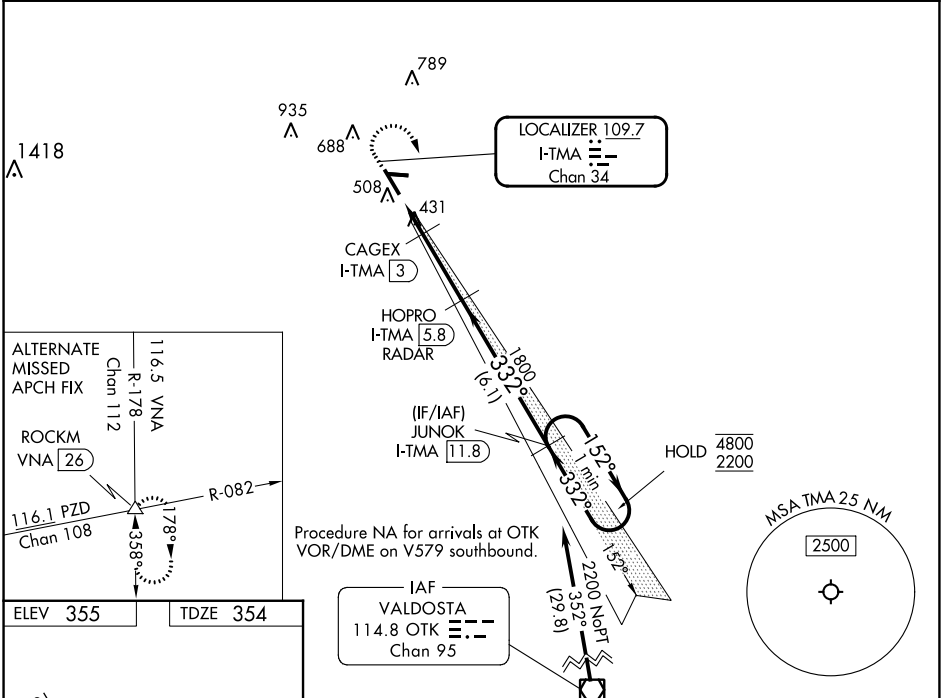 789
935
688
1418
LOCALIZER 109.7
I-TMA
Chan 34
508
431
CAGEX
I-TMA 3
HOPRO
I-TMA 5.8
RADAR
1800
332°
(6.1)
(IF/IAF)
JUNOK
I-TMA 11.8
152°
1 min
332°
HOLD 4800
2200
152°
ALTERNATE
MISSED
APCH FIX
116.5 VNA
Chan 112
R-178
ROCKM
VNA 26
R-082
116.1 PZD
Chan 108
178°
358°
Procedure NA for arrivals at OTK
VOR/DME on V579 southbound.
2200 NoPT
352°
(29.8)
IAF
VALDOSTA
114.8 OTK
Chan 95
MSA TMA 25 NM
2500
ELEV 355
TDZE 354